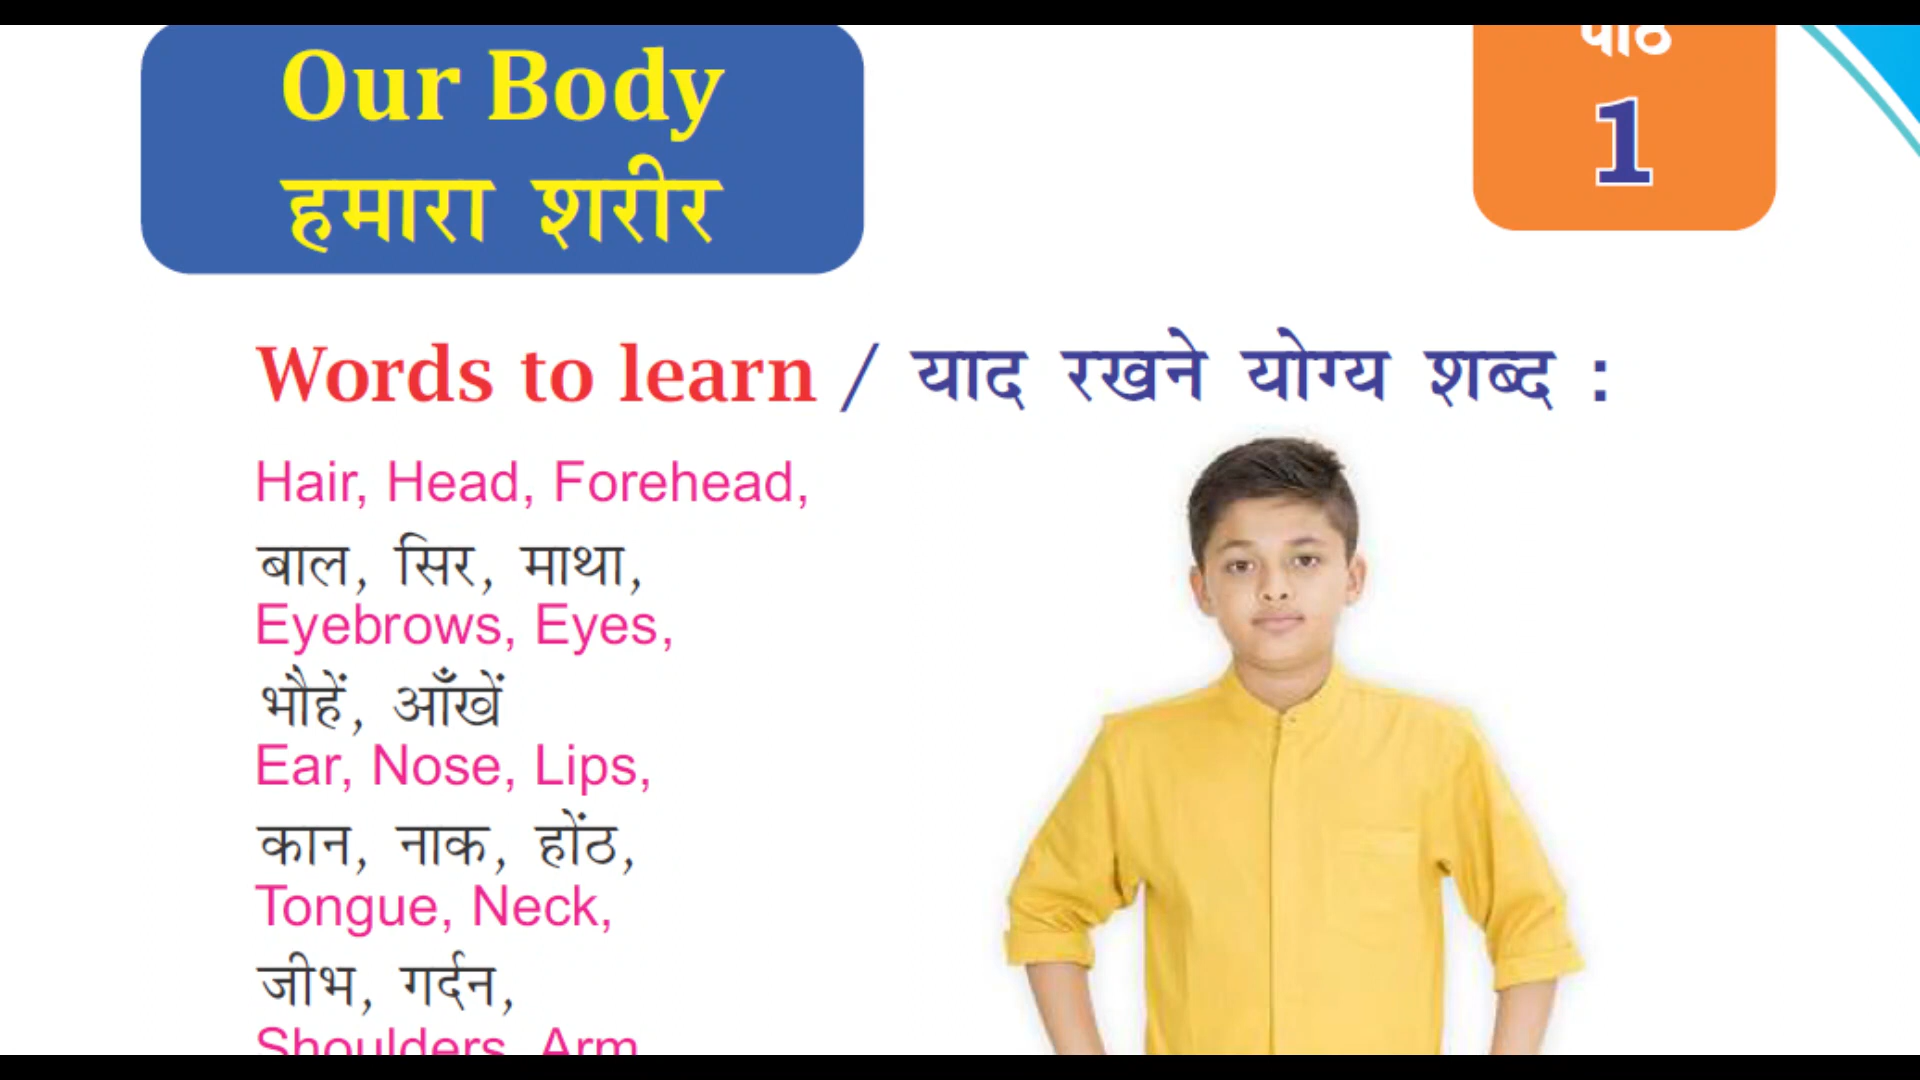 Our Body
हमारा शरीर
पाठ
1
Words to learn / याद रखने योग्य शब्द :
Hair, Head, Forehead,
बाल, सिर, माथा,
Eyebrows, Eyes,
भौहें, आँखें
Ear, Nose, Lips,
कान, नाक, होंठ,
Tongue, Neck,
जीभ, गर्दन,
Shoulders, Arm